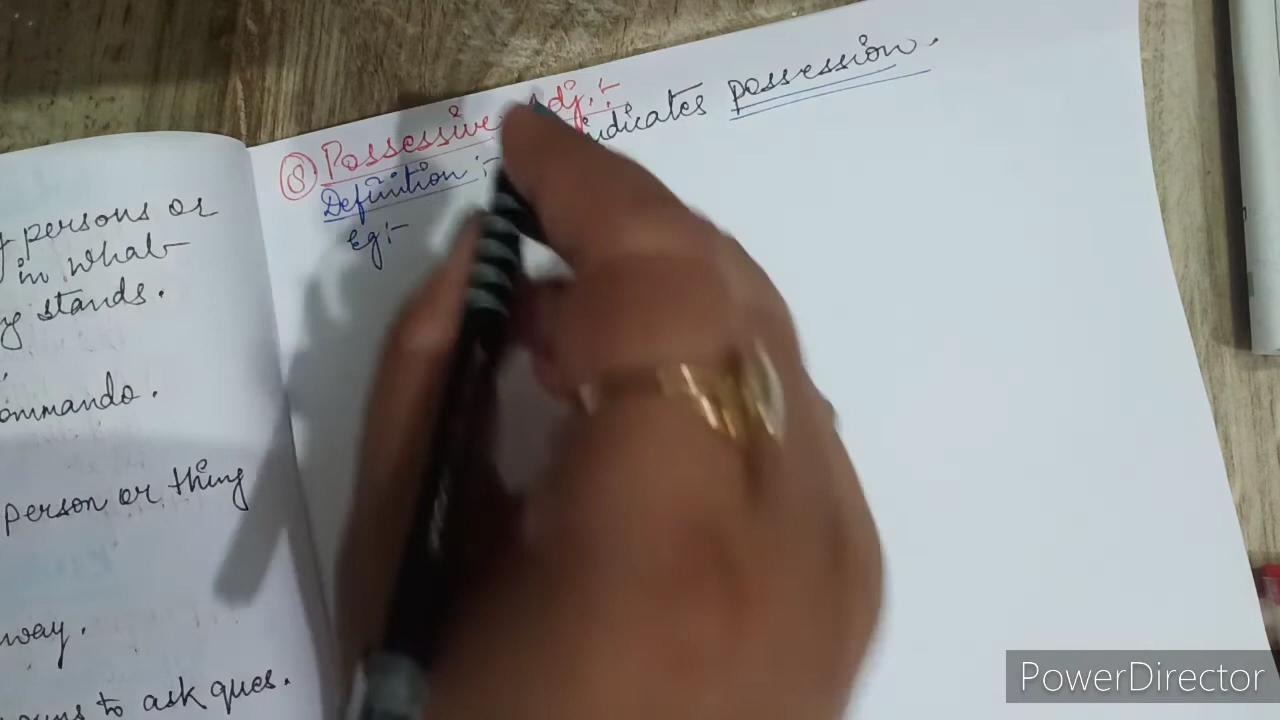 persons or
in what
stands.
person or thing
way.
to ask ques.
⑧ Possessive Adj. :-
Definition :- indicates possession.
Eg :-
PowerDirector